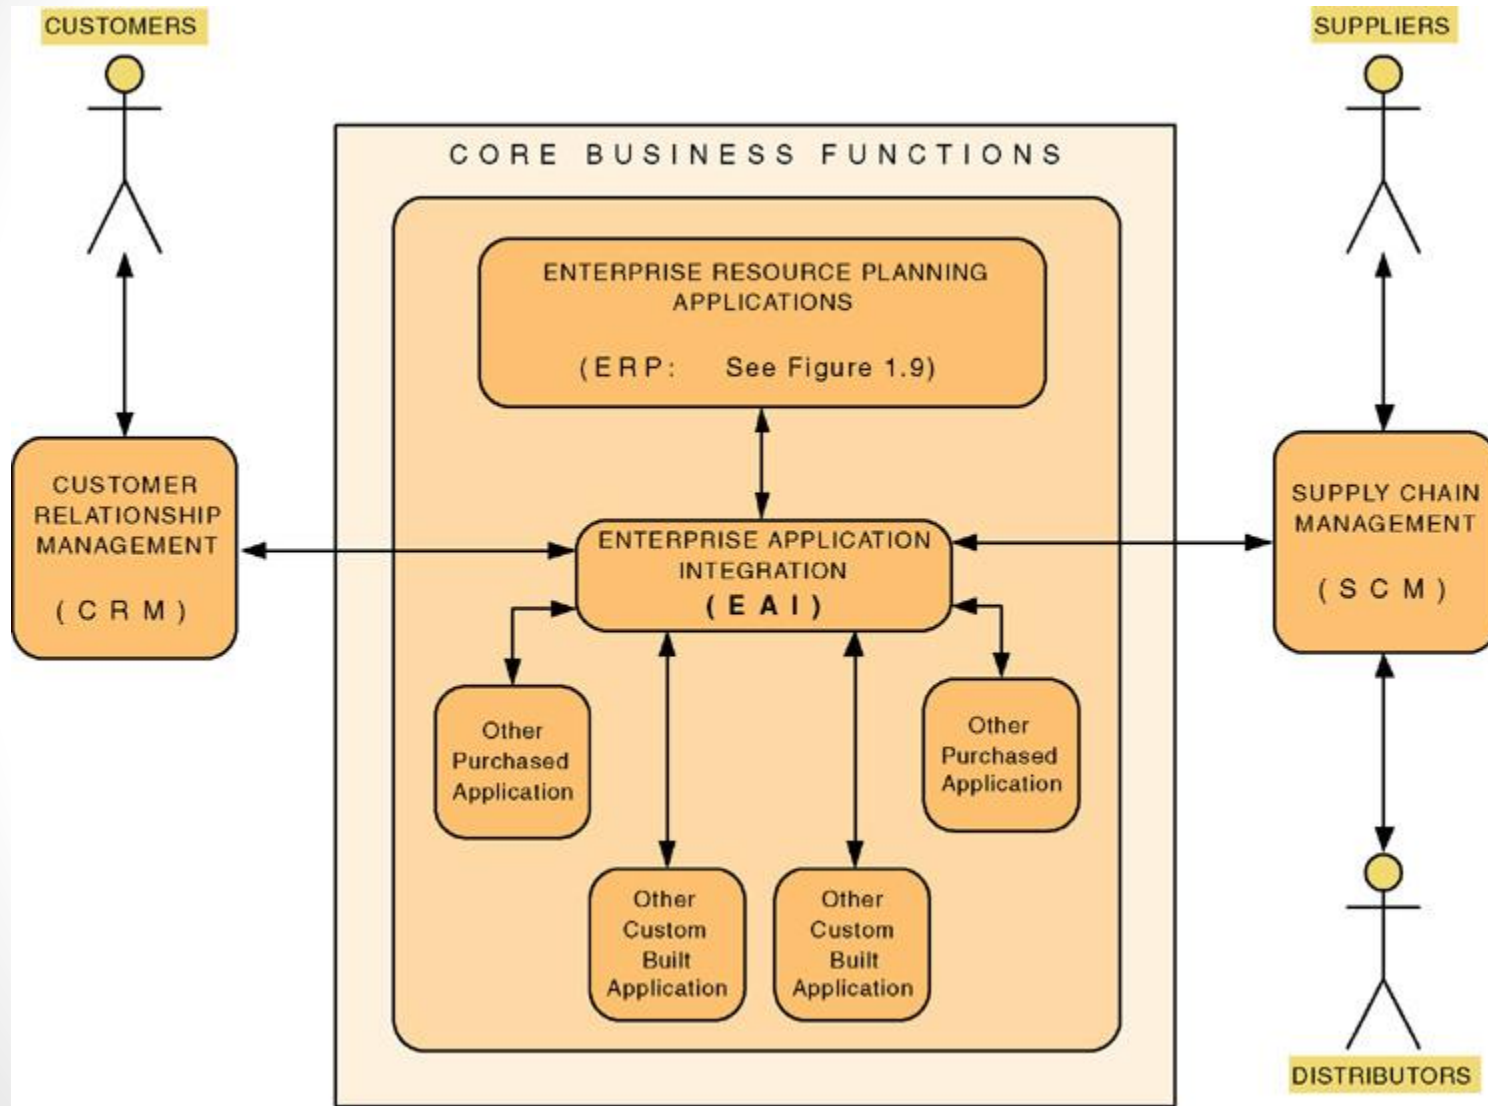 CUSTOMERS
SUPPLIERS
CORE BUSINESS FUNCTIONS
ENTERPRISE RESOURCE PLANNING
APPLICATIONS
(ERP: See Figure 1.9)
CUSTOMER
RELATIONSHIP
MANAGEMENT
(CRM)
ENTERPRISE APPLICATION
INTEGRATION
(EAI)
SUPPLY CHAIN
MANAGEMENT
(SCM)
Other
Purchased
Application
Other
Purchased
Application
Other
Custom
Built
Application
Other
Custom
Built
Application
DISTRIBUTORS